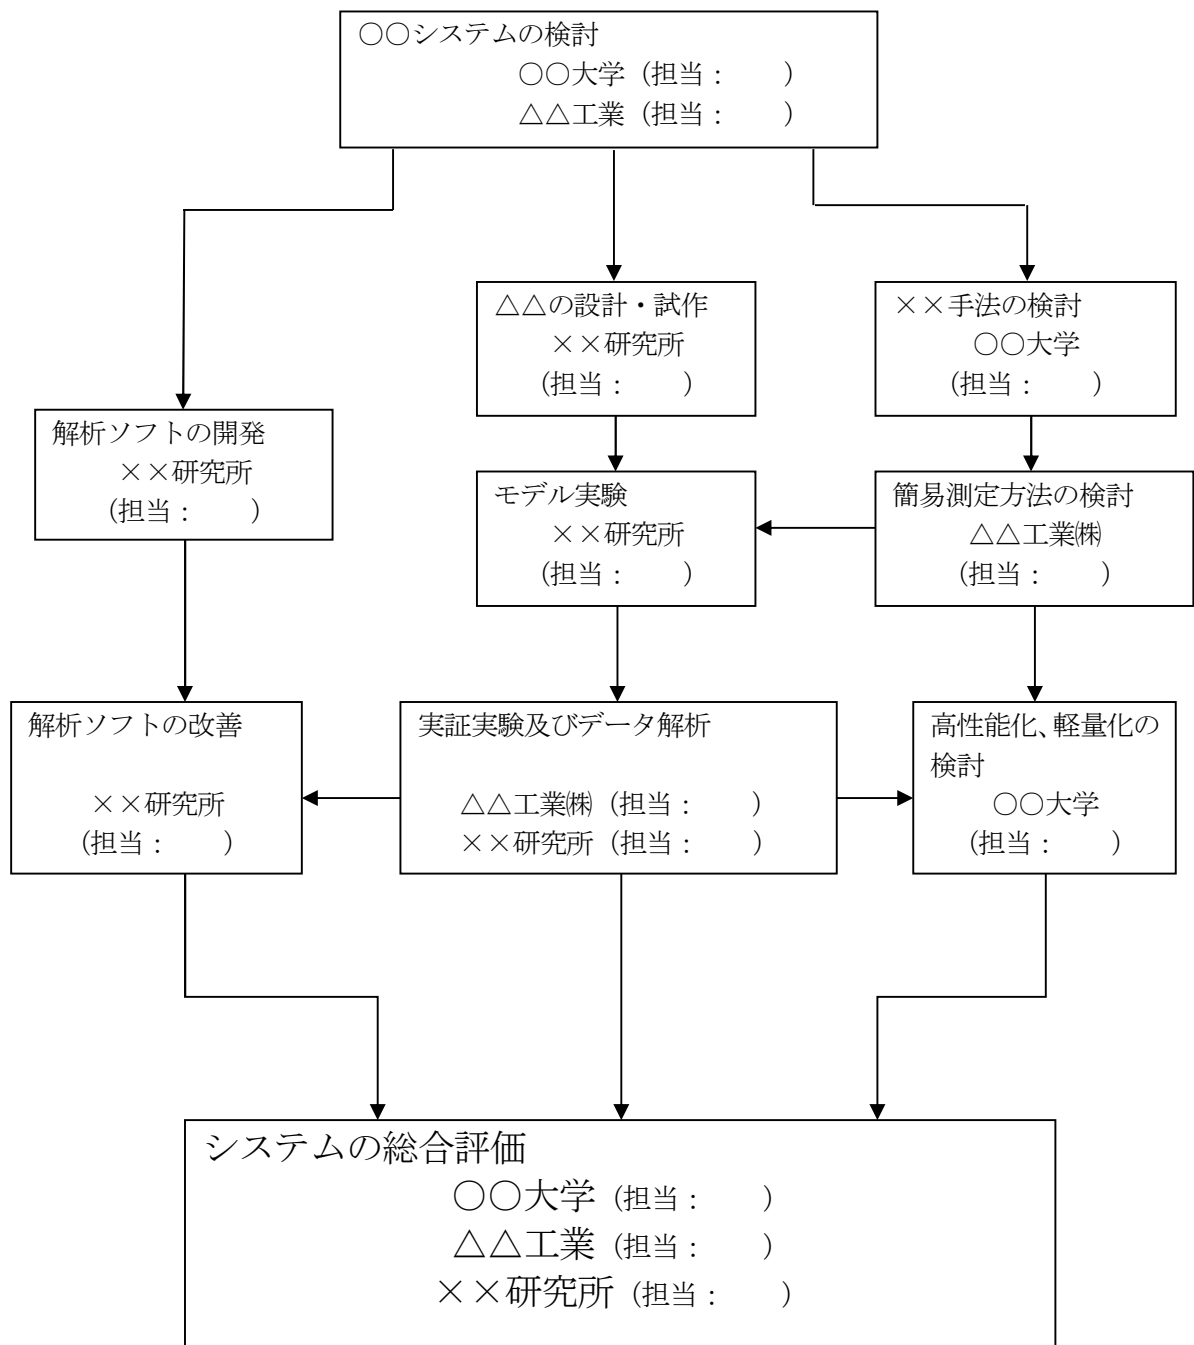 〇〇システムの検討
〇〇大学（担当：　　）
△△工業（担当：　　）
△△の設計・試作
××研究所
（担当：　　）
××手法の検討
〇〇大学
（担当：　　）
解析ソフトの開発
××研究所
（担当：　　）
モデル実験
××研究所
（担当：　　）
簡易測定方法の検討
△△工業㈱
（担当：　　）
解析ソフトの改善
××研究所
（担当：　　）
実証実験及びデータ解析
△△工業㈱（担当：　　）
××研究所（担当：　　）
高性能化、軽量化の
検討
〇〇大学
（担当：　　）
システムの総合評価
〇〇大学（担当：　　）
△△工業（担当：　　）
××研究所（担当：　　）